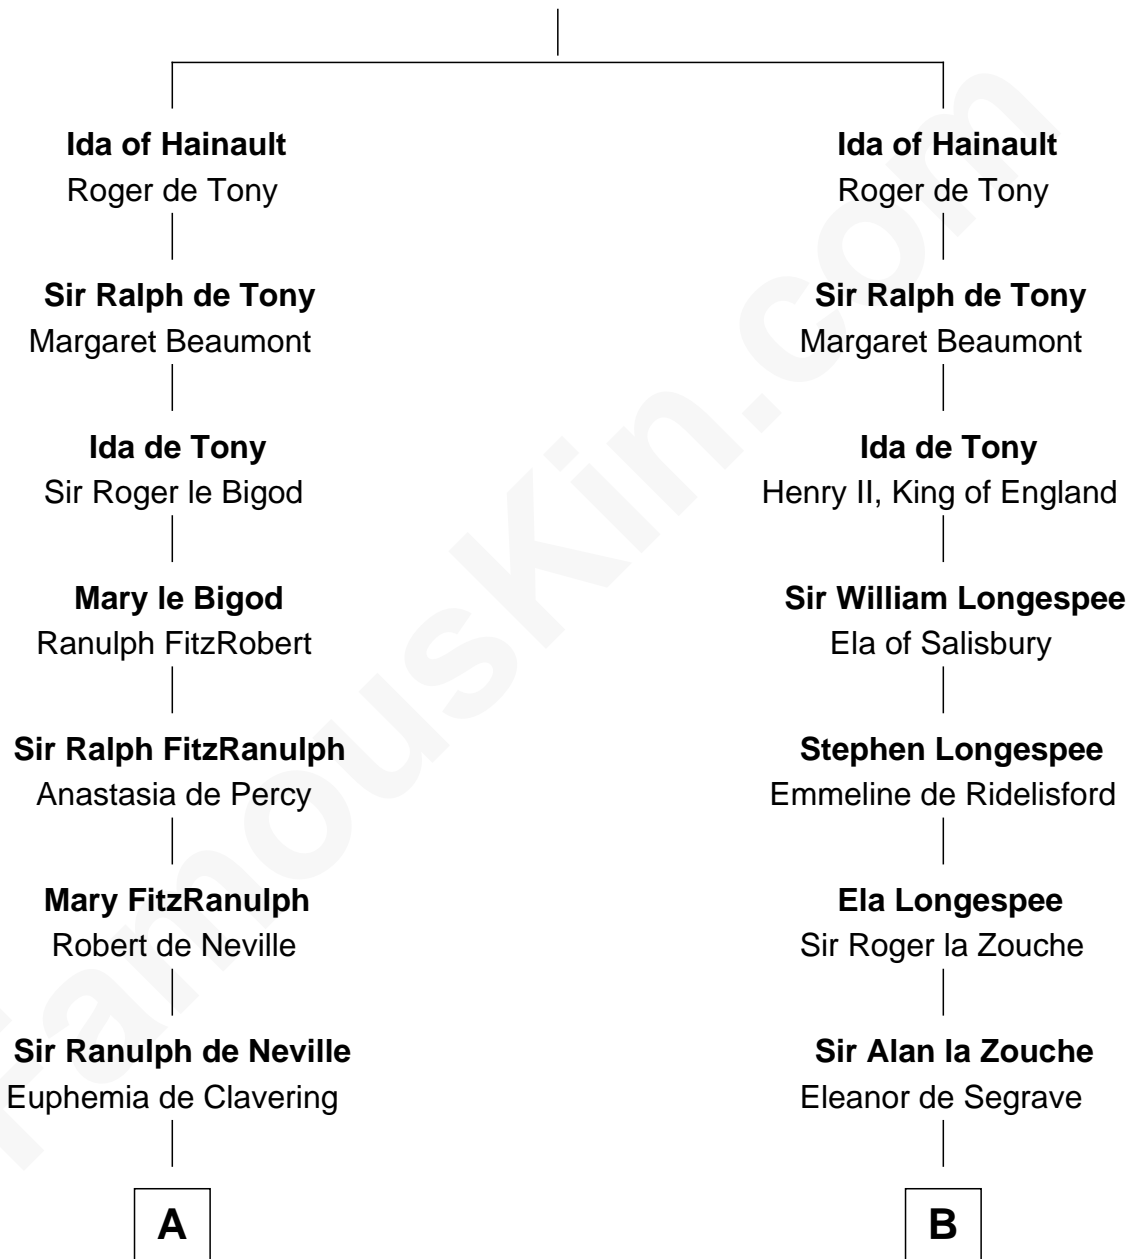 Ida of Hainault
Roger de Tony
Sir Ralph de Tony
Margaret Beaumont
Ida de Tony
Sir Roger le Bigod
Mary le Bigod
Ranulph FitzRobert
Sir Ralph FitzRanulph
Anastasia de Percy
Mary FitzRanulph
Robert de Neville
Sir Ranulph de Neville
Euphemia de Clavering
A
Ida of Hainault
Roger de Tony
Sir Ralph de Tony
Margaret Beaumont
Ida de Tony
Henry II, King of England
Sir William Longespee
Ela of Salisbury
Stephen Longespee
Emmeline de Ridelisford
Ela Longespee
Sir Roger la Zouche
Sir Alan la Zouche
Eleanor de Segrave
B
FamousKin.com